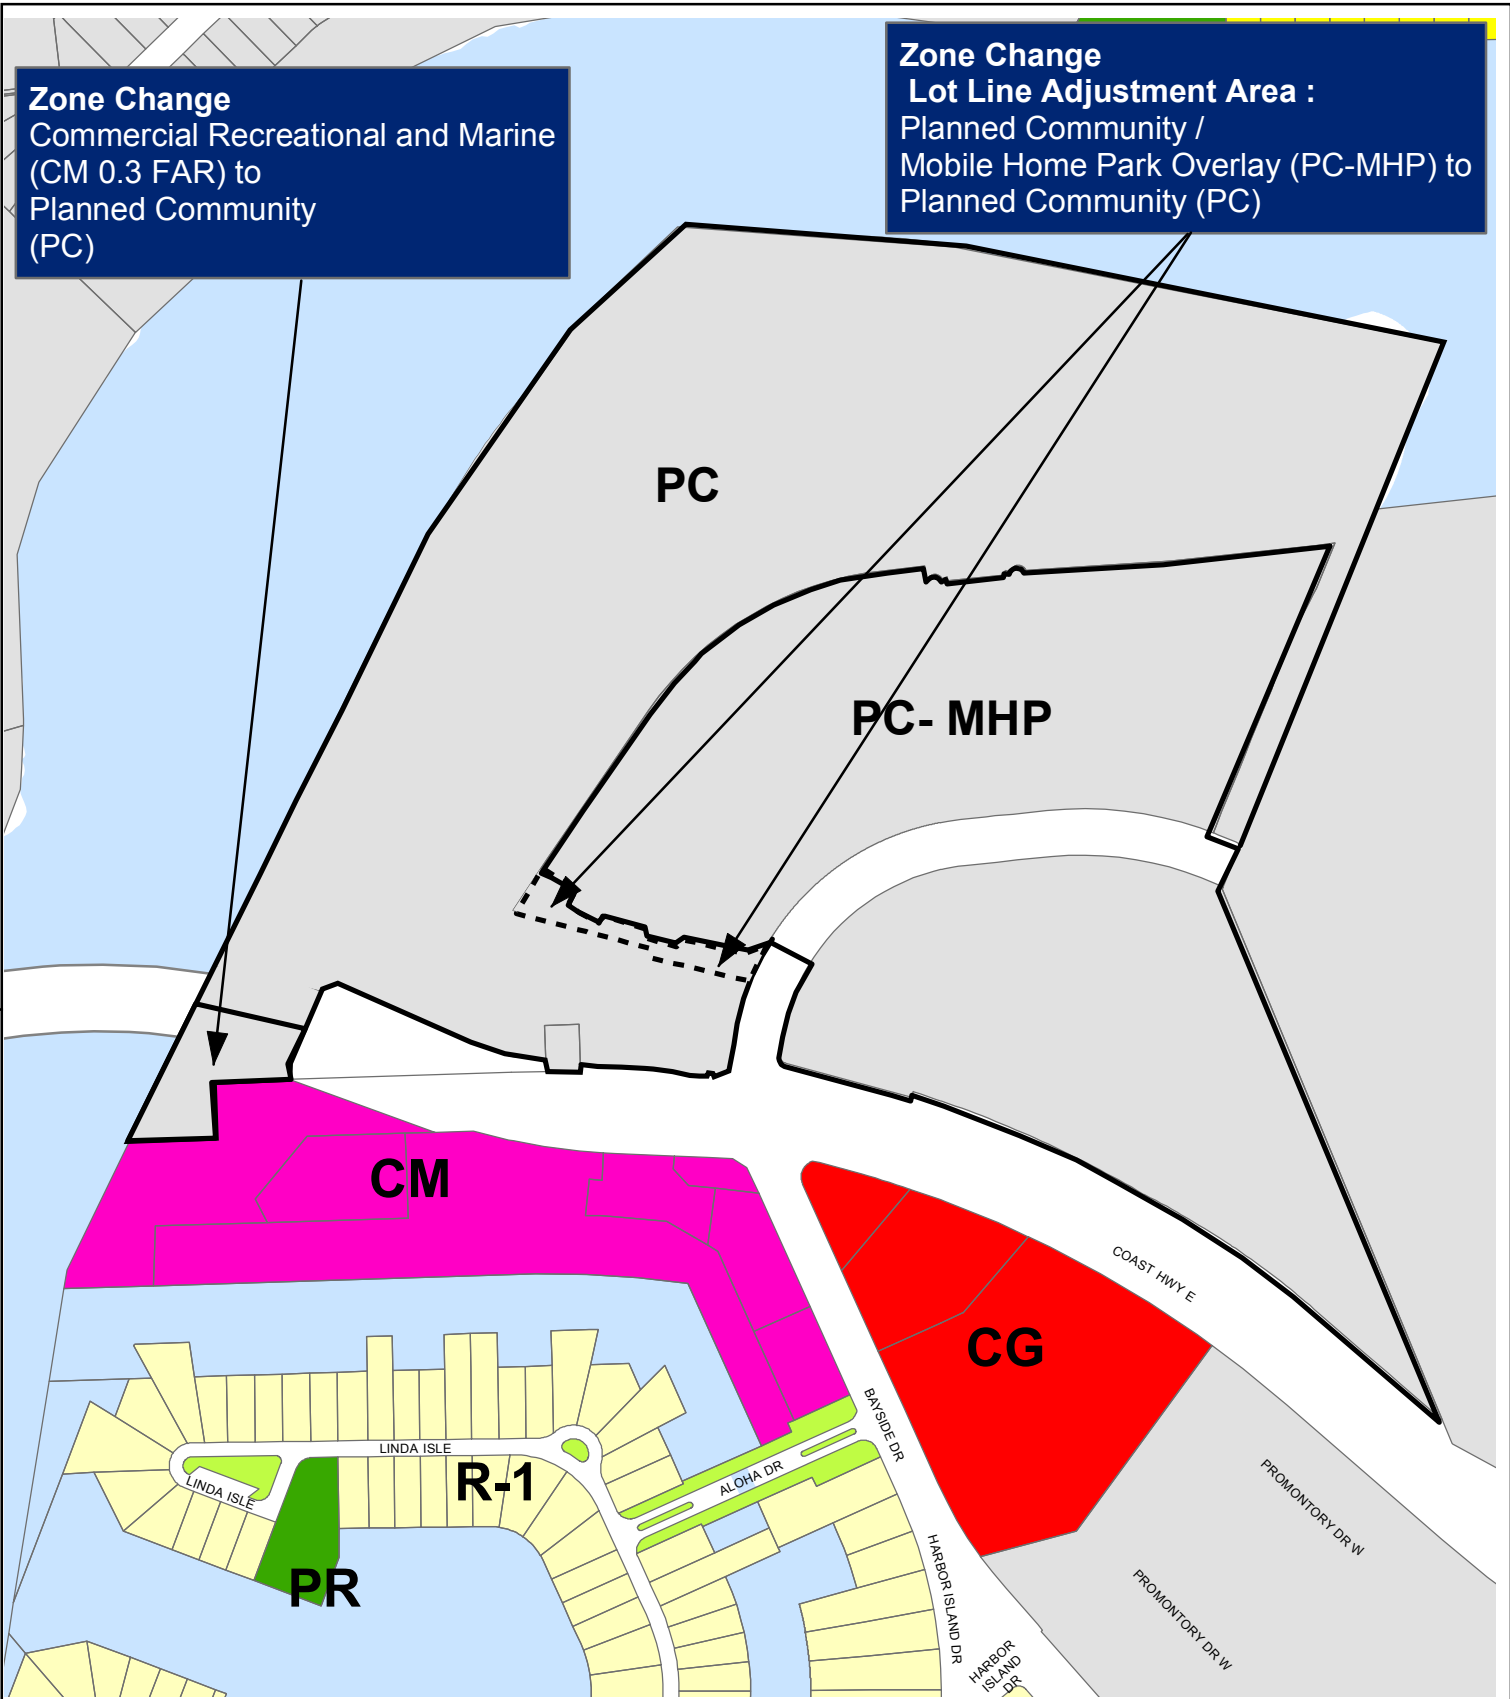 Zone Change
Commercial Recreational and Marine
(CM 0.3 FAR) to
Planned Community
(PC)
Zone Change
Lot Line Adjustment Area :
Planned Community /
Mobile Home Park Overlay (PC-MHP) to
Planned Community (PC)
PC
PC- MHP
CM
COAST HWY E
CG
BAYSIDE DR
LINDA ISLE
R-1
LINDA ISLE
ALOHA DR
PROMONTORY DR W
PR
HARBOR ISLAND DR
PROMONTORY DR W
HARBOR
ISLAND
DR